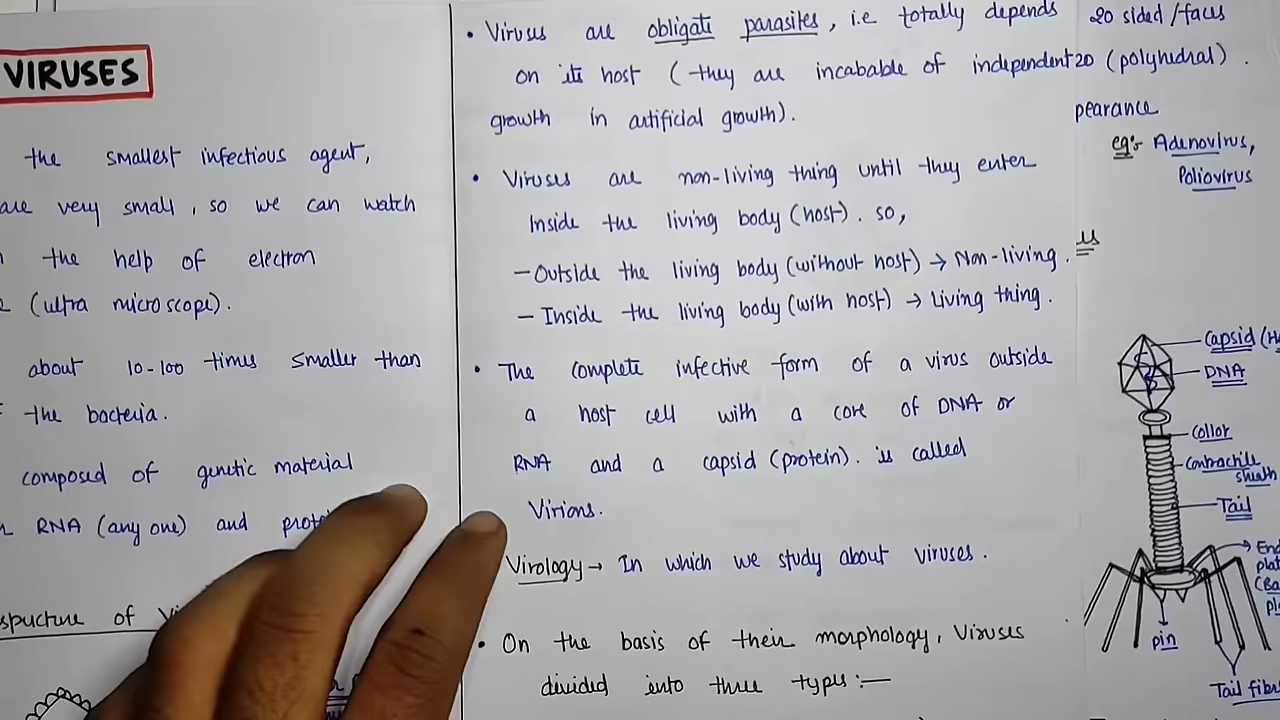 VIRUSES
the smallest infectious agent,
are very small, so we can watch
the help of electron
(ultra microscope).
about 10-100 times smaller than
the bacteria.
composed of genetic material
RNA (any one) and
of
• Viruses are obligate parasites, i.e totally depends
on its host (they are incabable of independent
growth in artificial growth).
• Viruses are non-living thing until they enter
Inside the living body (host). so,
– Outside the living body (without host) → Non-living.
– Inside the living body (with host) → Living thing.
• The complete infective form of a virus outside
a host cell with a core of DNA or
RNA and a capsid (protein). is called
Virions.
Virology → In which we study about viruses.
• On the basis of their morphology, Viruses
divided into three types:—
20 sided/faces
20 (polyhedral).
pearance
eg:- Adenovirus,
Poliovirus
Capsid
DNA
Collor
Contractile
sheath
Tail
pin
Tail